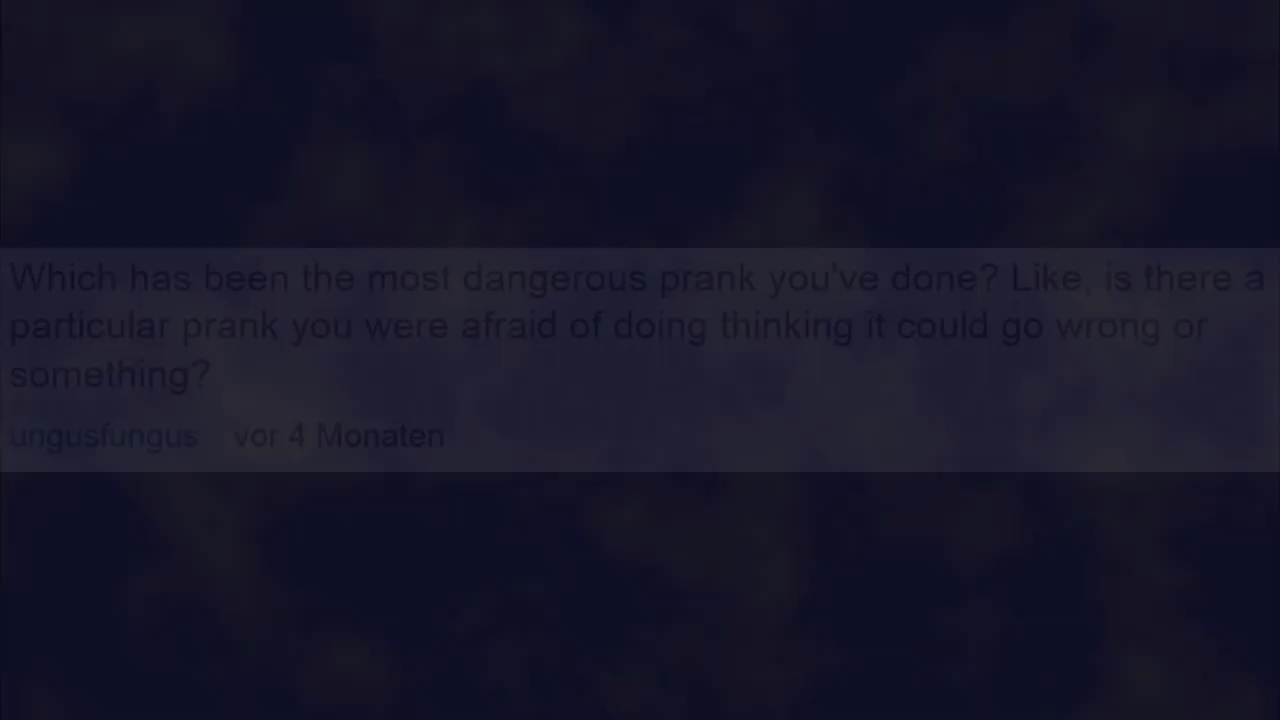 Which has been the most dangerous prank you've done? Like, is there a
particular prank you were afraid of doing thinking it could go wrong or
something?
ungusfungus vor 4 Monaten